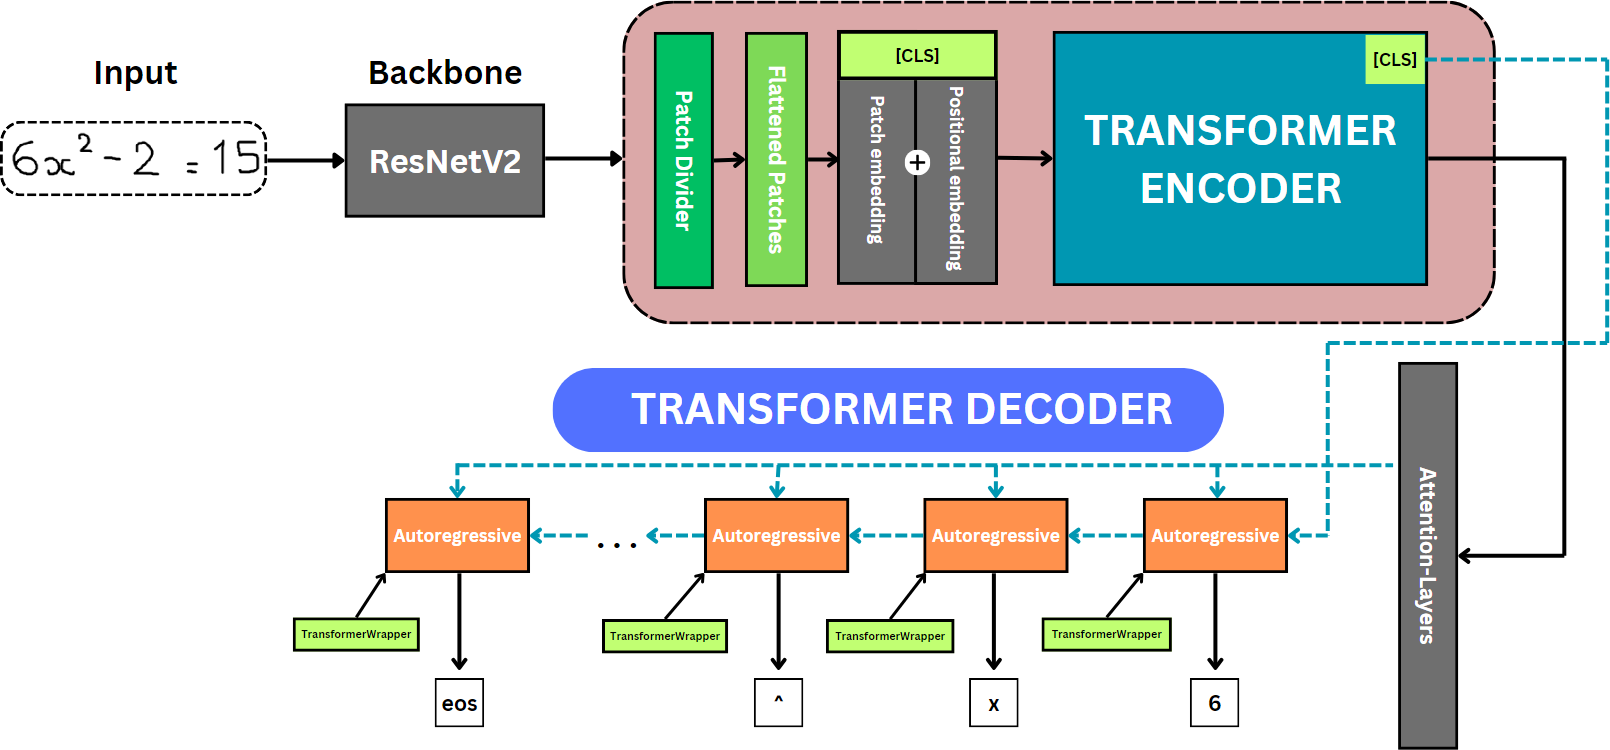 Input
6x² - 2 = 15
Backbone
ResNetV2
Patch Divider
Flattened Patches
[CLS]
Patch embedding
+
Positional embedding
[CLS]
TRANSFORMER
ENCODER
TRANSFORMER DECODER
Attention-Layers
Autoregressive
. . .
Autoregressive
Autoregressive
Autoregressive
TransformerWrapper
TransformerWrapper
TransformerWrapper
TransformerWrapper
eos
^
x
6